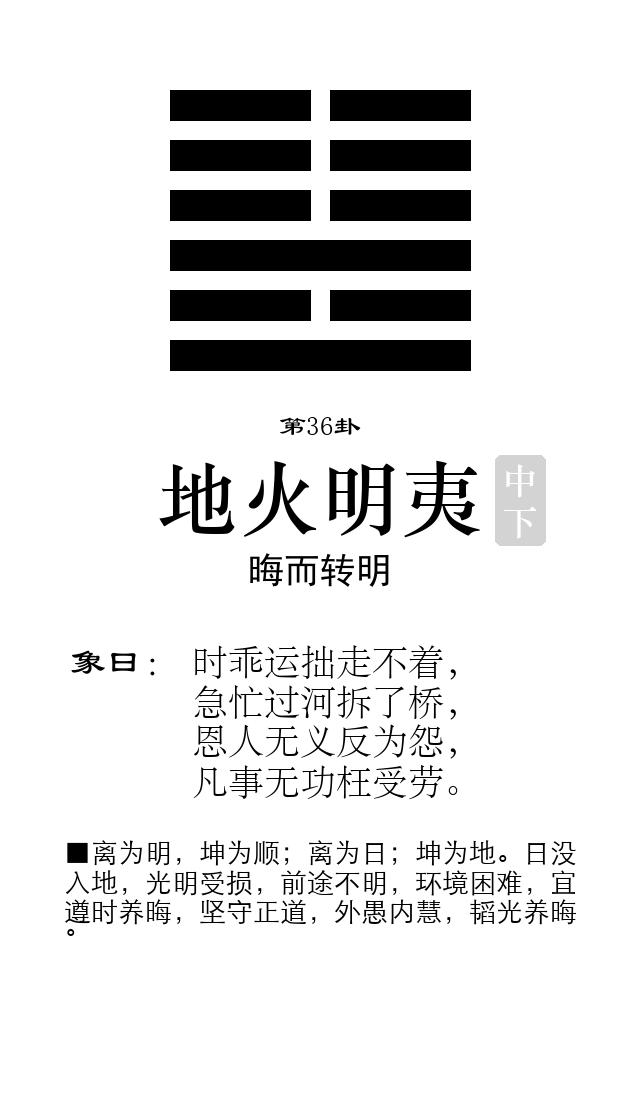 第36卦
地火明夷
中下
晦而转明
象曰：
时乖运拙走不着，
急忙过河拆了桥，
恩人无义反为怨，
凡事无功枉受劳。
■离为明，坤为顺；离为日；坤为地。日没
入地，光明受损，前途不明，环境困难，宜
遵时养晦，坚守正道，外愚内慧，韬光养晦
。